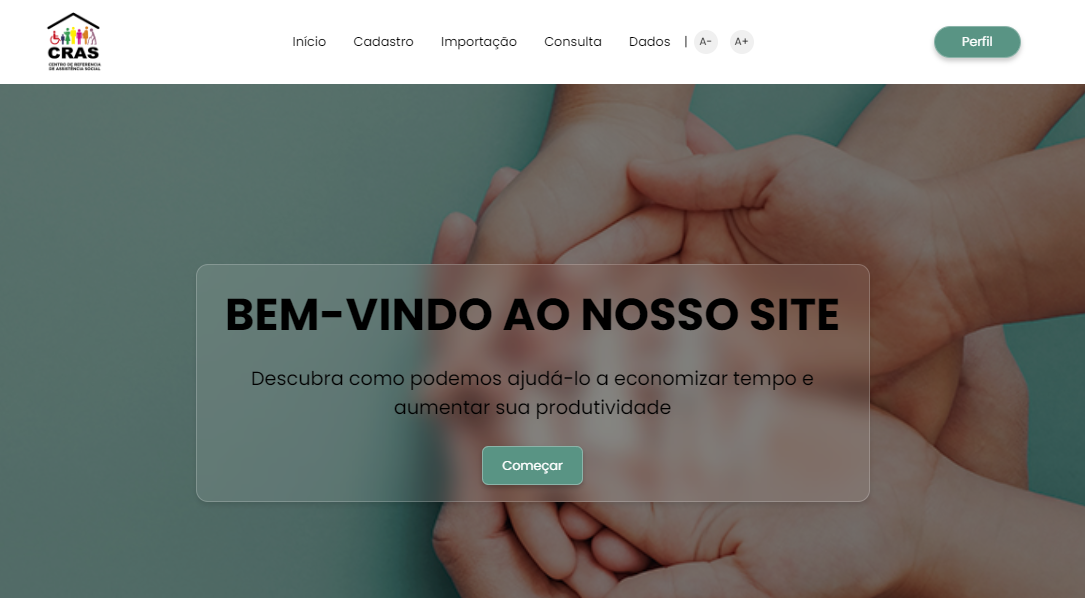 CRAS
CENTRO DE REFERÊNCIA
DE ASSISTÊNCIA SOCIAL
Início Cadastro Importação Consulta Dados | A- A+
Perfil
BEM-VINDO AO NOSSO SITE
Descubra como podemos ajudá-lo a economizar tempo e
aumentar sua produtividade
Começar